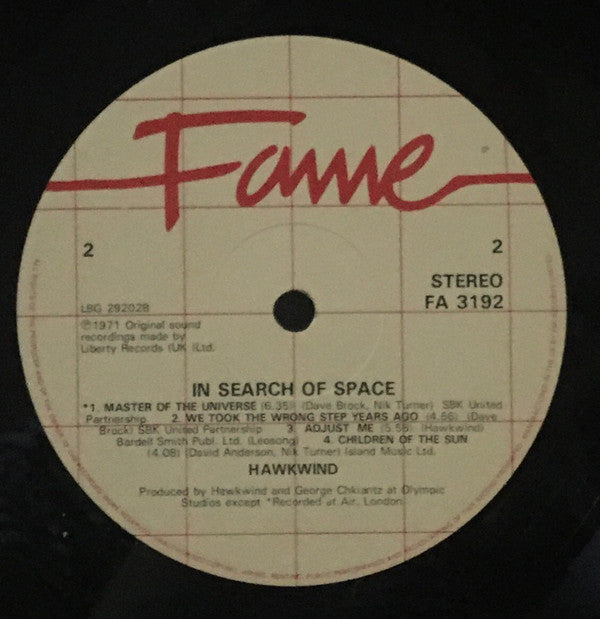 Fame
2
2
STEREO
LBG 29202B
FA 3192
℗1971 Original sound
recordings made by
Liberty Records (UK )Ltd.
IN SEARCH OF SPACE
*1. MASTER OF THE UNIVERSE (6.35) (Dave Brock, Nik Turner) SBK United
Partnership 2. WE TOOK THE WRONG STEP YEARS AGO (4.66) (Dave
Brock) SBK United Partnership 3. ADJUST ME (5.58) (Hawkwind)
Bardell Smith Publ. Ltd. (Leosong) 4. CHILDREN OF THE SUN
(4.08) (David Anderson, Nik Turner) Island Music Ltd.
HAWKWIND
Produced by Hawkwind and George Chkiantz at Olympic
Studios except *Recorded at Air, London